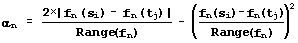 αₙ = 2×|fₙ(sᵢ) - fₙ(tⱼ)| / Range(fₙ) - (fₙ(sᵢ)-fₙ(tⱼ) / Range(fₙ))²